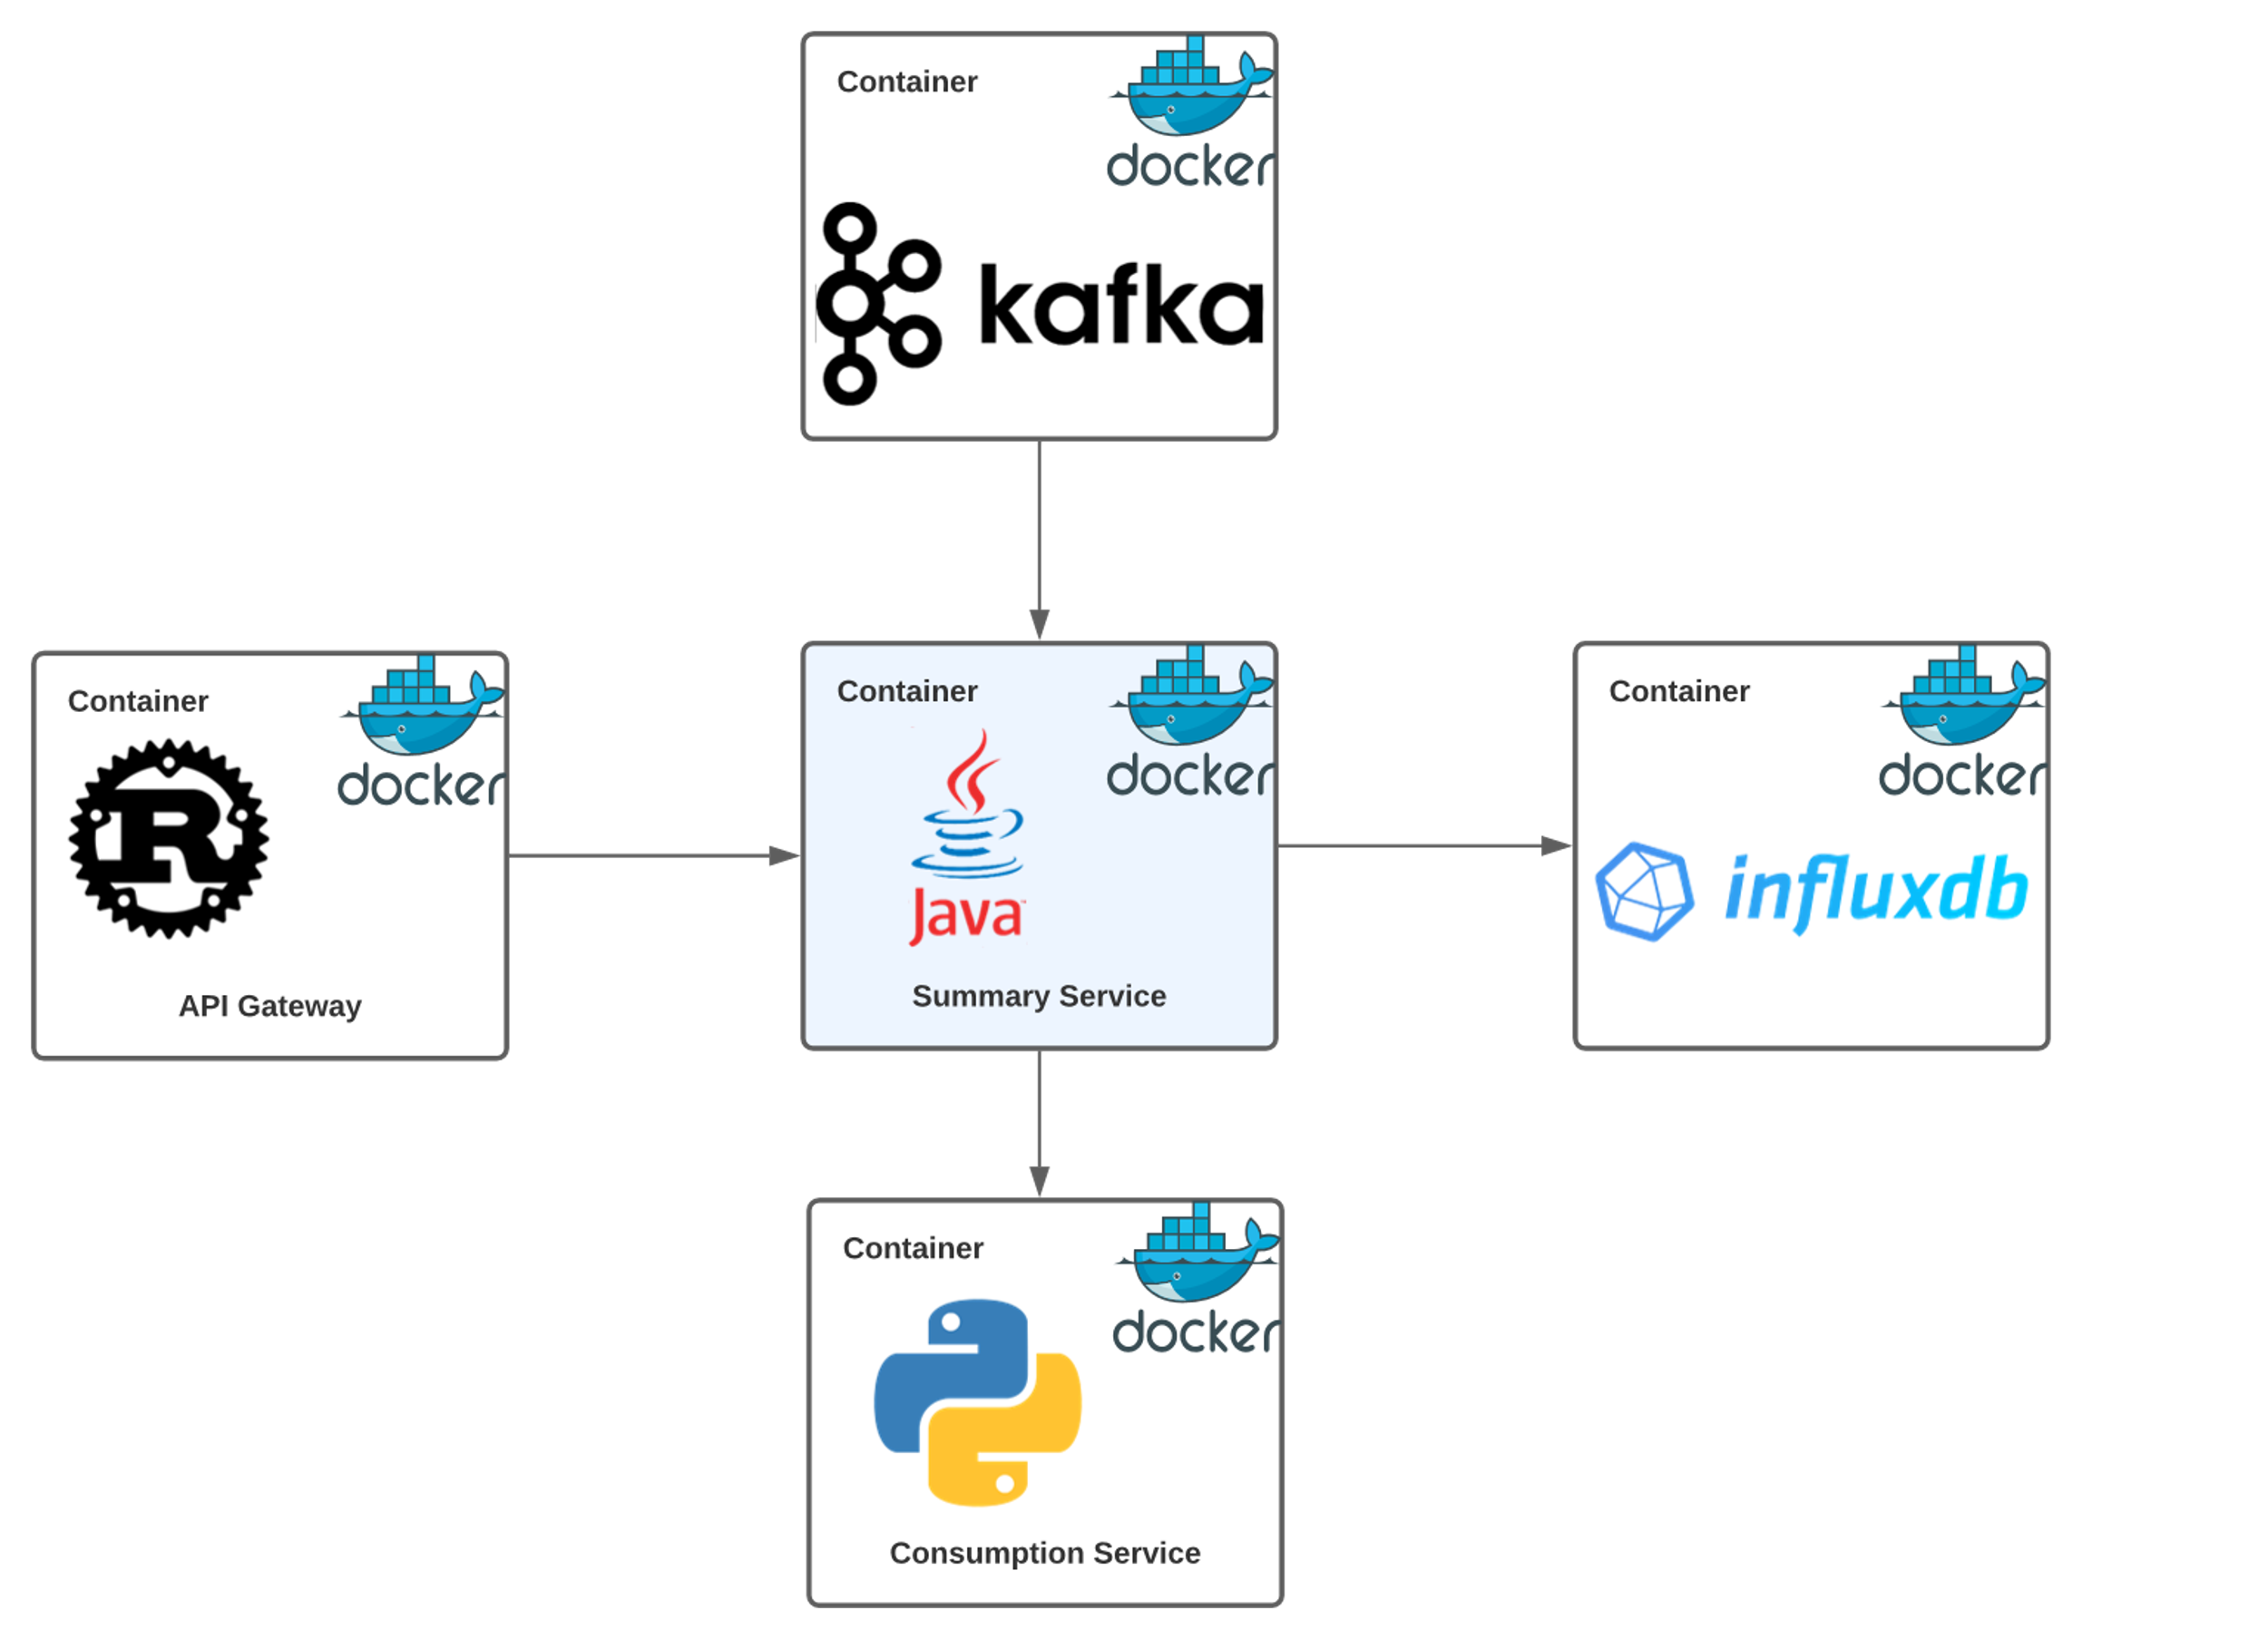 Container
docker
kafka
Container
docker
R
API Gateway
Container
docker
Java
Summary Service
Container
docker
influxdb
Container
docker
Consumption Service